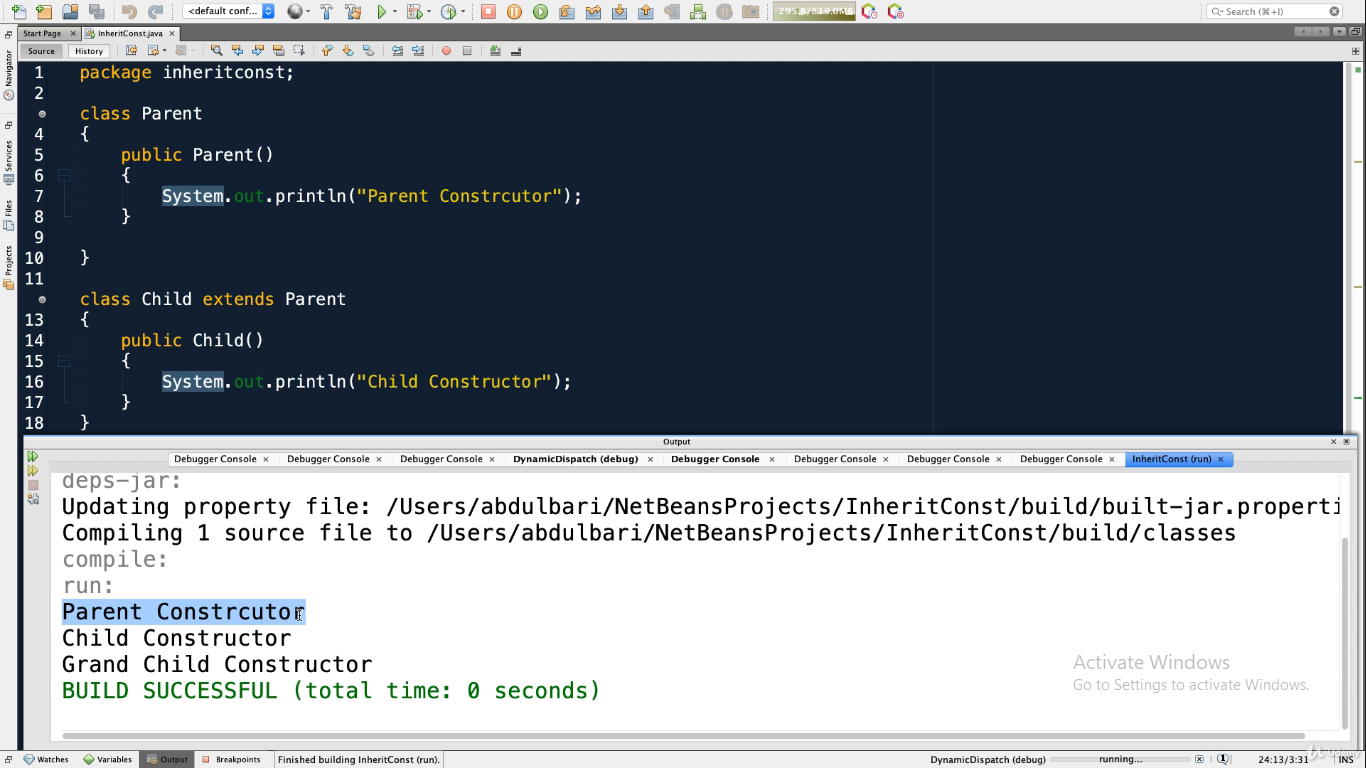 <default conf...
295.8/819.0MB
Search (⌘+I)
Start Page
InheritConst.java
Source
History
Navigator
Services
Files
Projects
1 package inheritconst;
2
class Parent
4 {
5 public Parent()
6 {
7 System.out.println("Parent Constrcutor");
8 }
9
10 }
11
class Child extends Parent
13 {
14 public Child()
15 {
16 System.out.println("Child Constructor");
17 }
18 }
Output
Debugger Console
Debugger Console
Debugger Console
DynamicDispatch (debug)
Debugger Console
Debugger Console
Debugger Console
Debugger Console
InheritConst (run)
deps-jar:
Updating property file: /Users/abdulbari/NetBeansProjects/InheritConst/build/built-jar.properti
Compiling 1 source file to /Users/abdulbari/NetBeansProjects/InheritConst/build/classes
compile:
run:
Parent Constrcutor
Child Constructor
Grand Child Constructor
BUILD SUCCESSFUL (total time: 0 seconds)
Activate Windows
Go to Settings to activate Windows.
Watches
Variables
Output
Breakpoints
Finished building InheritConst (run).
DynamicDispatch (debug)
running...
24:13/3:31
INS
Udemy